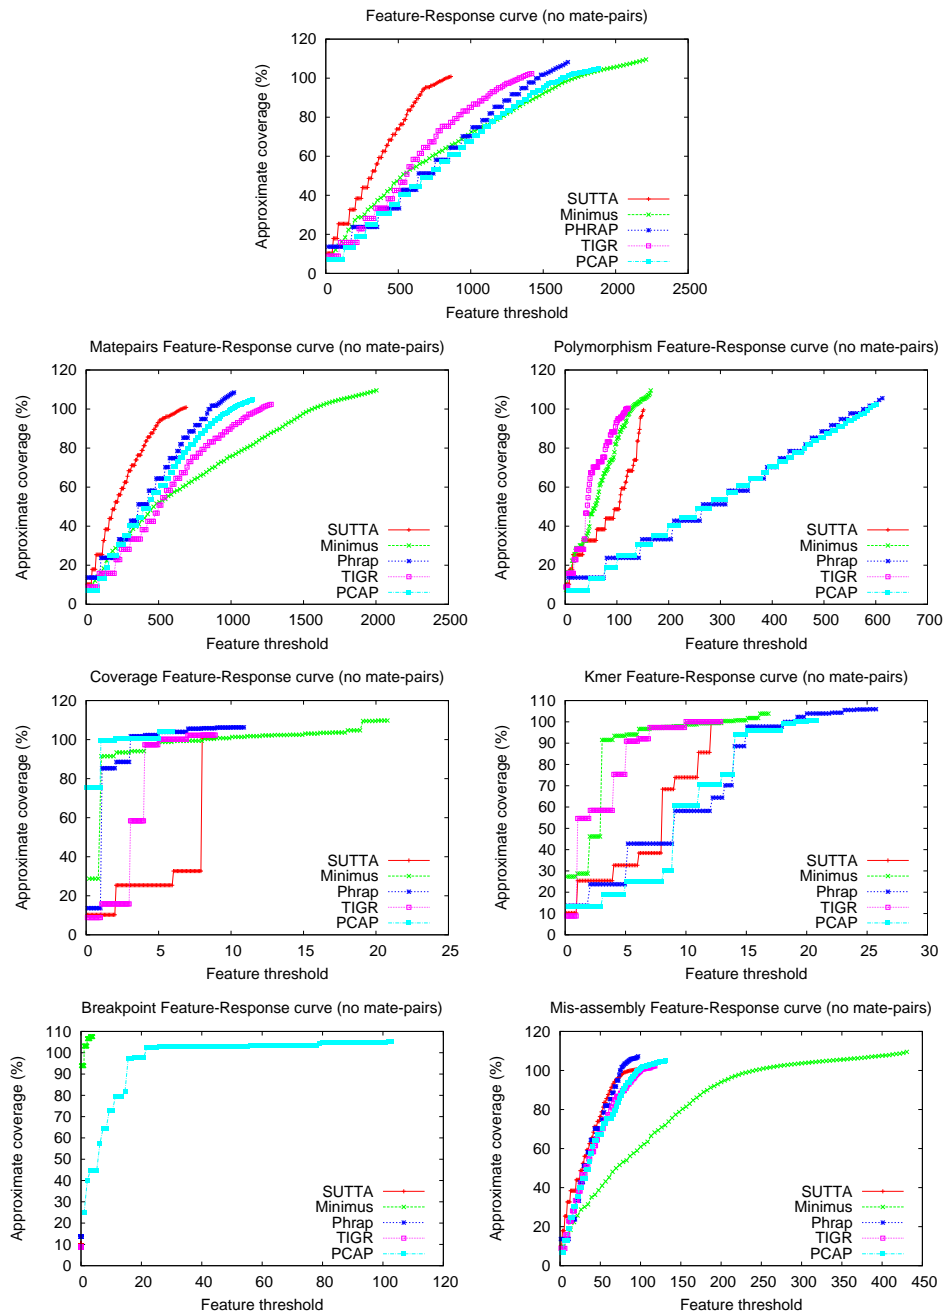 Feature-Response curve (no mate-pairs)
Approximate coverage (%)
120
100
80
60
40
20
0
0 500 1000 1500 2000 2500
Feature threshold
SUTTA
Minimus
PHRAP
TIGR
PCAP
Matepairs Feature-Response curve (no mate-pairs)
Approximate coverage (%)
120
100
80
60
40
20
0
0 500 1000 1500 2000 2500
Feature threshold
SUTTA
Minimus
Phrap
TIGR
PCAP
Polymorphism Feature-Response curve (no mate-pairs)
Approximate coverage (%)
120
100
80
60
40
20
0
0 100 200 300 400 500 600 700
Feature threshold
SUTTA
Minimus
Phrap
TIGR
PCAP
Coverage Feature-Response curve (no mate-pairs)
Approximate coverage (%)
120
100
80
60
40
20
0
0 5 10 15 20 25
Feature threshold
SUTTA
Minimus
Phrap
TIGR
PCAP
Kmer Feature-Response curve (no mate-pairs)
Approximate coverage (%)
110
100
90
80
70
60
50
40
30
20
10
0
0 5 10 15 20 25 30
Feature threshold
SUTTA
Minimus
Phrap
TIGR
PCAP
Breakpoint Feature-Response curve (no mate-pairs)
Approximate coverage (%)
110
100
90
80
70
60
50
40
30
20
10
0
0 20 40 60 80 100 120
Feature threshold
SUTTA
Minimus
Phrap
TIGR
PCAP
Mis-assembly Feature-Response curve (no mate-pairs)
Approximate coverage (%)
120
100
80
60
40
20
0
0 50 100 150 200 250 300 350 400 450
Feature threshold
SUTTA
Minimus
Phrap
TIGR
PCAP